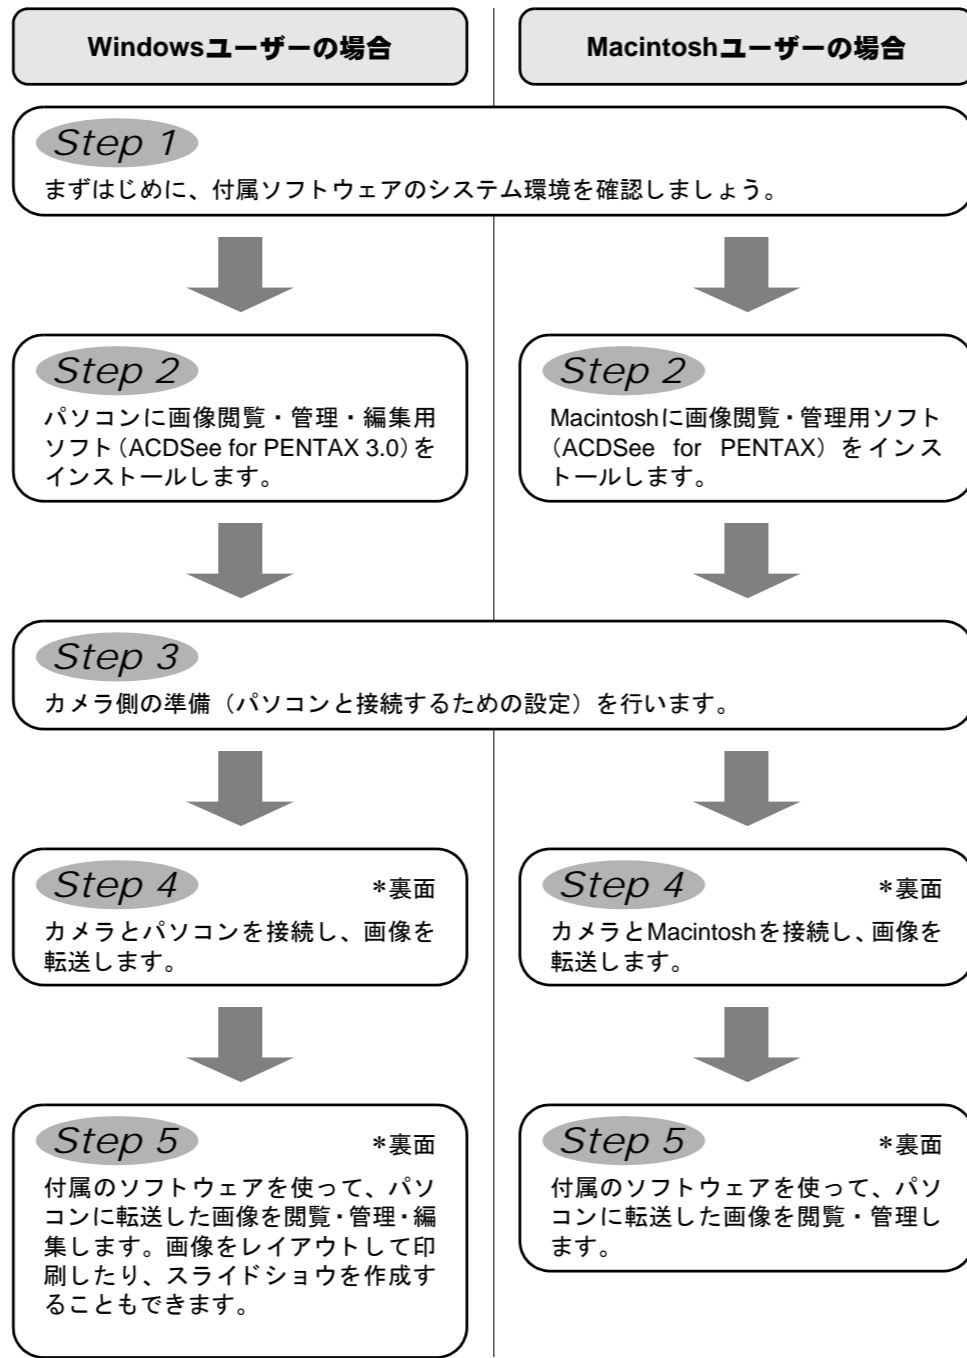 Windowsユーザーの場合
Macintoshユーザーの場合
Step 1
まずはじめに、付属ソフトウェアのシステム環境を確認しましょう。
Step 2
パソコンに画像閲覧・管理・編集用
ソフト（ACDSee for PENTAX 3.0）を
インストールします。
Step 2
Macintoshに画像閲覧・管理用ソフト
（ACDSee for PENTAX）をインス
トールします。
Step 3
カメラ側の準備（パソコンと接続するための設定）を行います。
Step 4
*裏面
カメラとパソコンを接続し、画像を
転送します。
Step 4
*裏面
カメラとMacintoshを接続し、画像を
転送します。
Step 5
*裏面
付属のソフトウェアを使って、パソ
コンに転送した画像を閲覧・管理・編
集します。画像をレイアウトして印
刷したり、スライドショウを作成す
ることもできます。
Step 5
*裏面
付属のソフトウェアを使って、パソ
コンに転送した画像を閲覧・管理し
ます。